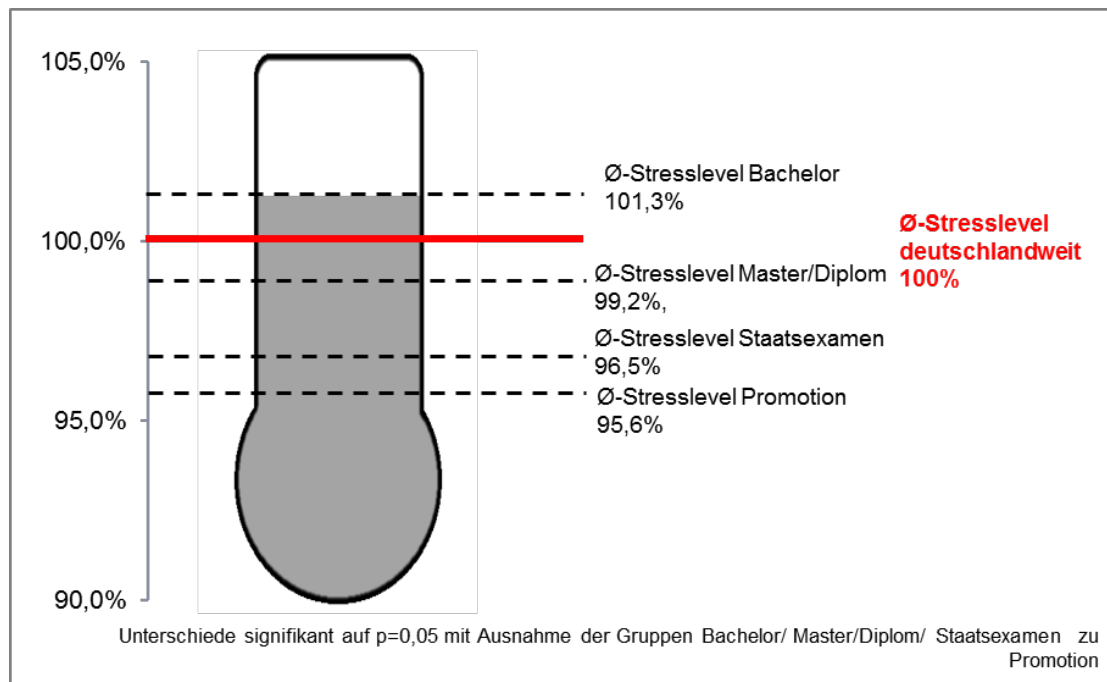 105,0%
Ø-Stresslevel Bachelor
101,3%
100,0%
Ø-Stresslevel
deutschlandweit
100%
Ø-Stresslevel Master/Diplom
99,2%,
Ø-Stresslevel Staatsexamen
96,5%
Ø-Stresslevel Promotion
95,6%
95,0%
90,0%
Unterschiede signifikant auf p=0,05 mit Ausnahme der Gruppen Bachelor/ Master/Diplom/ Staatsexamen zu
Promotion